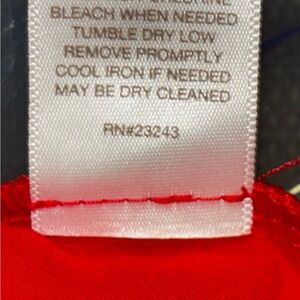 BLEACH WHEN NEEDED
TUMBLE DRY LOW
REMOVE PROMPTLY
COOL IRON IF NEEDED
MAY BE DRY CLEANED
RN#23243